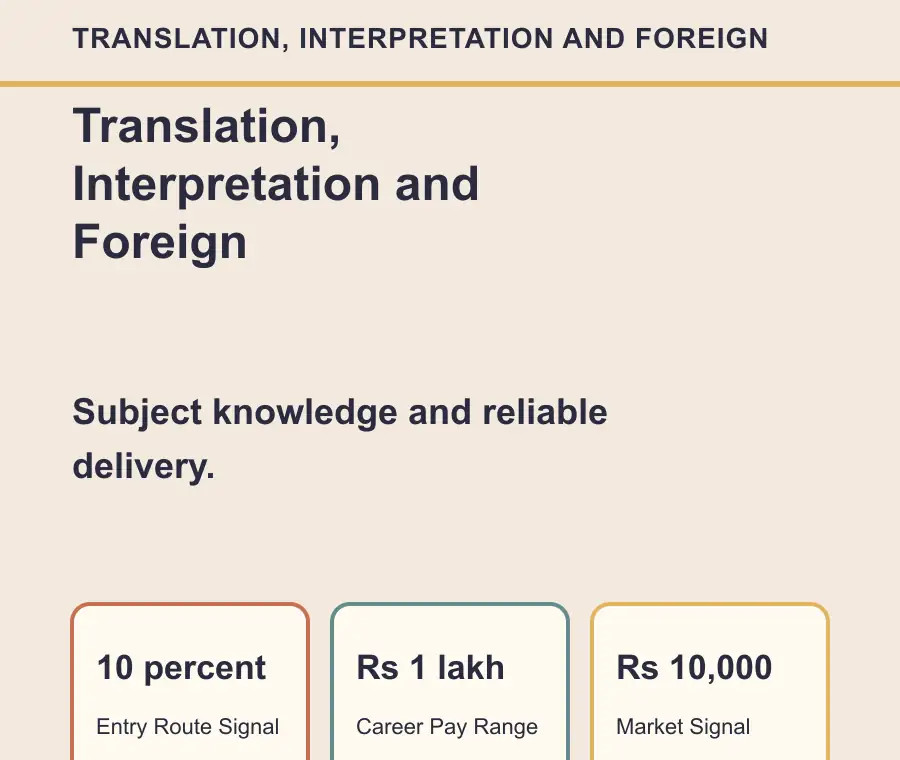 TRANSLATION, INTERPRETATION AND FOREIGN
Translation,
Interpretation and
Foreign
Subject knowledge and reliable
delivery.
10 percent
Entry Route Signal
Rs 1 lakh
Career Pay Range
Rs 10,000
Market Signal